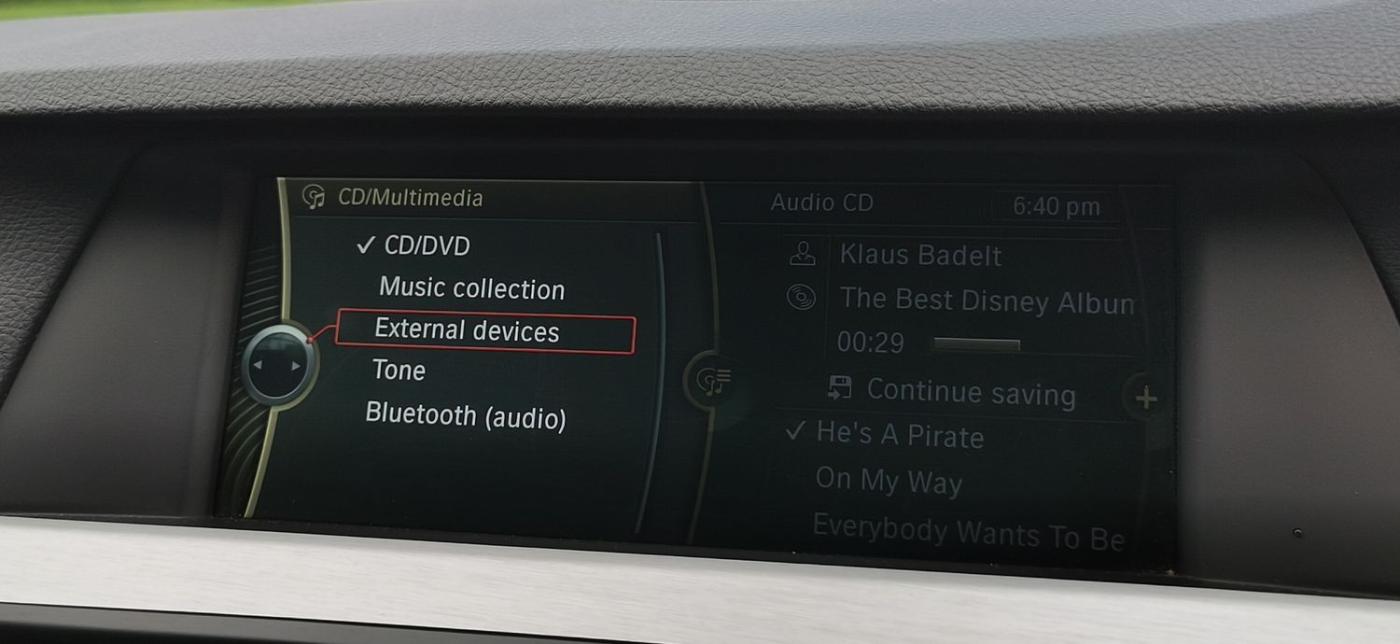 CD/Multimedia
✓ CD/DVD
Music collection
External devices
Tone
Bluetooth (audio)
Audio CD
6:40 pm
Klaus Badelt
The Best Disney Album
00:29
Continue saving
✓ He's A Pirate
On My Way
Everybody Wants To Be